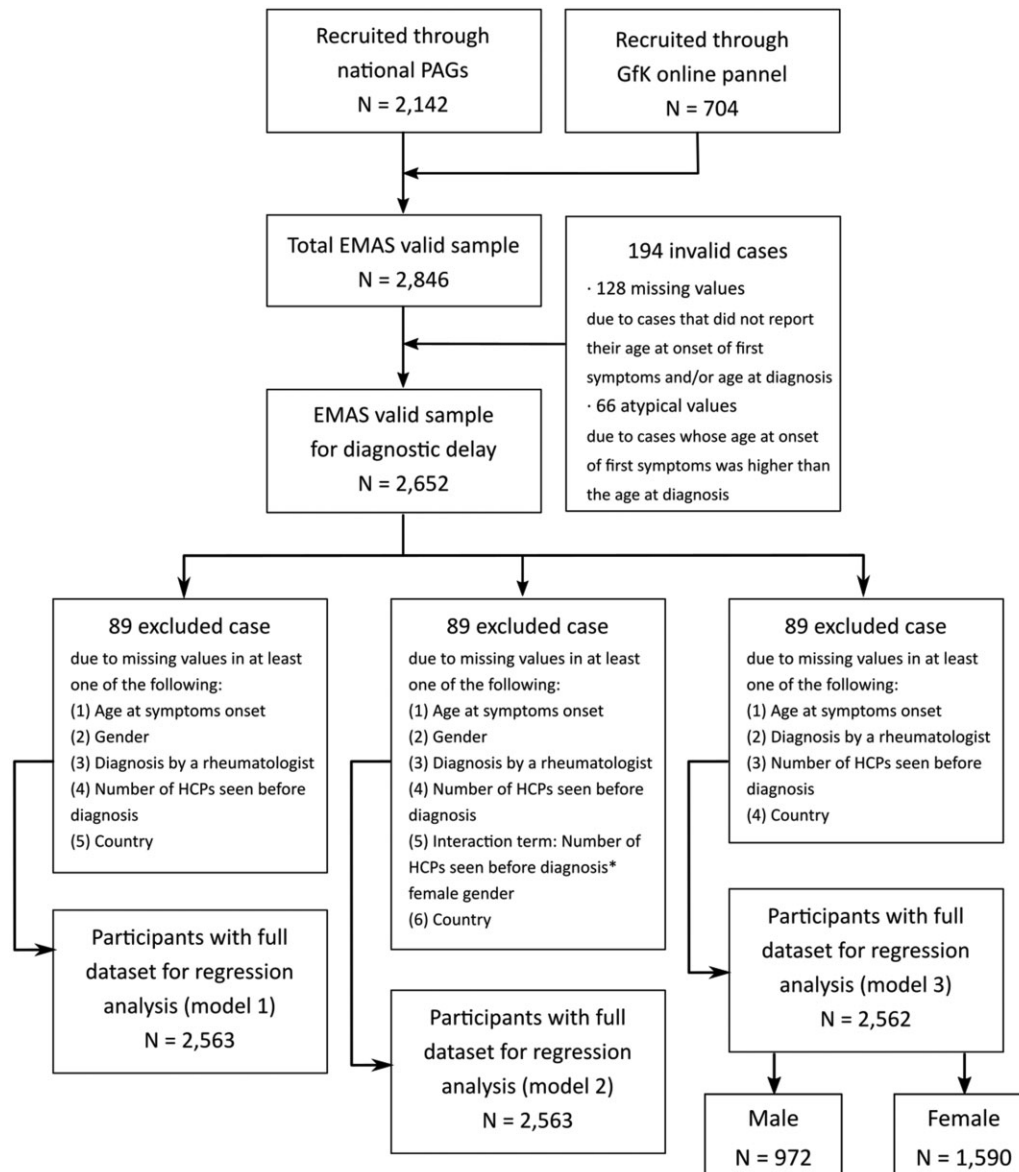 Recruited through
national PAGs
N = 2,142
Recruited through
GfK online pannel
N = 704
Total EMAS valid sample
N = 2,846
194 invalid cases
· 128 missing values
due to cases that did not report
their age at onset of first
symptoms and/or age at diagnosis
· 66 atypical values
due to cases whose age at onset
of first symptoms was higher than
the age at diagnosis
EMAS valid sample
for diagnostic delay
N = 2,652
89 excluded case
due to missing values in at least
one of the following:
(1) Age at symptoms onset
(2) Gender
(3) Diagnosis by a rheumatologist
(4) Number of HCPs seen before
diagnosis
(5) Country
Participants with full
dataset for regression
analysis (model 1)
N = 2,563
89 excluded case
due to missing values in at least
one of the following:
(1) Age at symptoms onset
(2) Gender
(3) Diagnosis by a rheumatologist
(4) Number of HCPs seen before
diagnosis
(5) Interaction term: Number of
HCPs seen before diagnosis*
female gender
(6) Country
Participants with full
dataset for regression
analysis (model 2)
N = 2,563
89 excluded case
due to missing values in at least
one of the following:
(1) Age at symptoms onset
(2) Diagnosis by a rheumatologist
(3) Number of HCPs seen before
diagnosis
(4) Country
Participants with full
dataset for regression
analysis (model 3)
N = 2,562
Male
N = 972
Female
N = 1,590